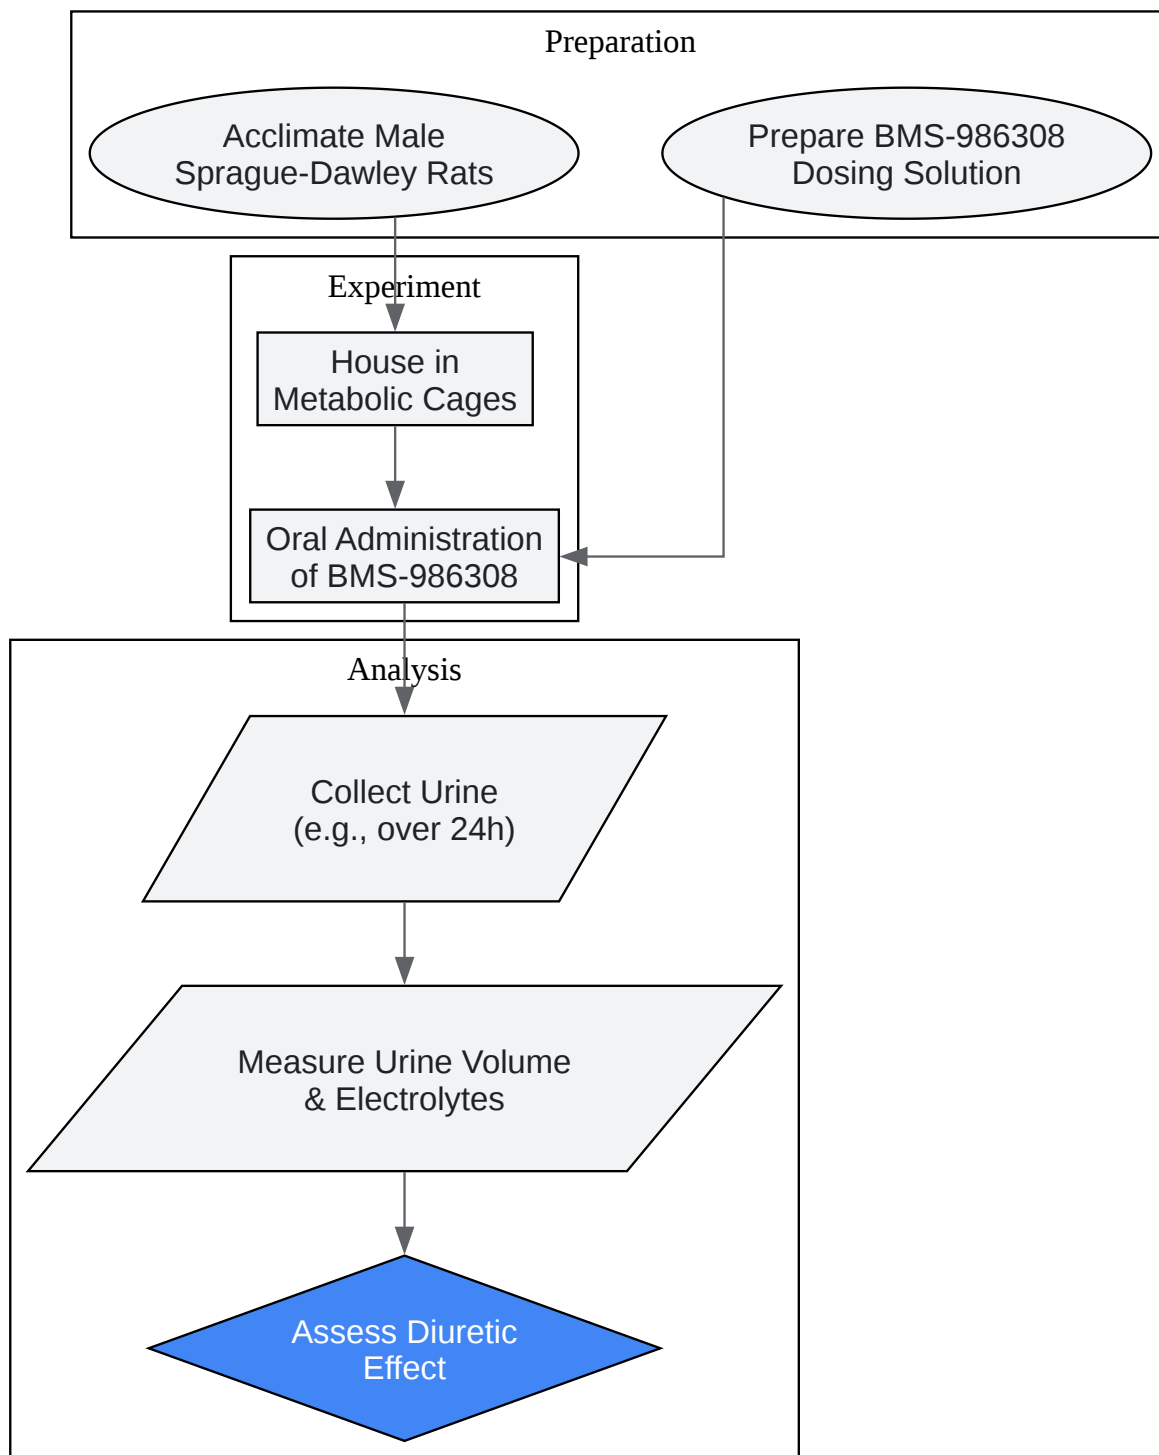 Preparation
Acclimate Male
Sprague-Dawley Rats
Prepare BMS-986308
Dosing Solution
Experiment
House in
Metabolic Cages
Oral Administration
of BMS-986308
Analysis
Collect Urine
(e.g., over 24h)
Measure Urine Volume
& Electrolytes
Assess Diuretic
Effect